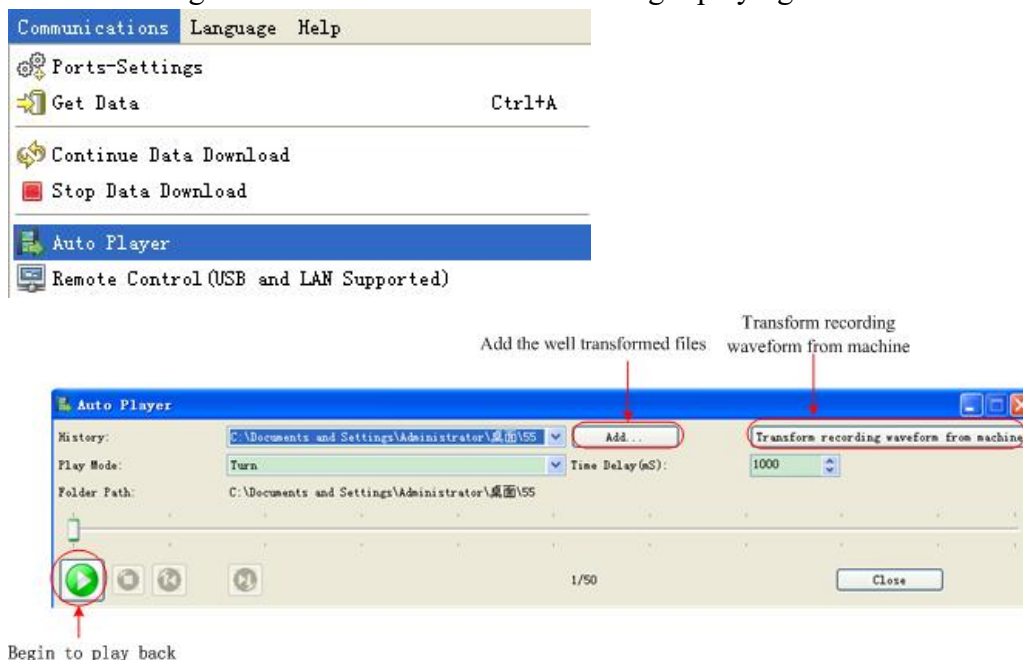 Communications Language Help
Ports-Settings
Get Data Ctrl+A
Continue Data Download
Stop Data Download
Auto Player
Remote Control(USB and LAN Supported)
Transform recording
Add the well transformed files waveform from machine
Auto Player
History: C:\Documents and Settings\Administrator\桌面\55 Add... Transform recording waveform from machine
Play Mode: Turn Time Delay(mS): 1000
Folder Path: C:\Documents and Settings\Administrator\桌面\55
1/50 Close
Begin to play back